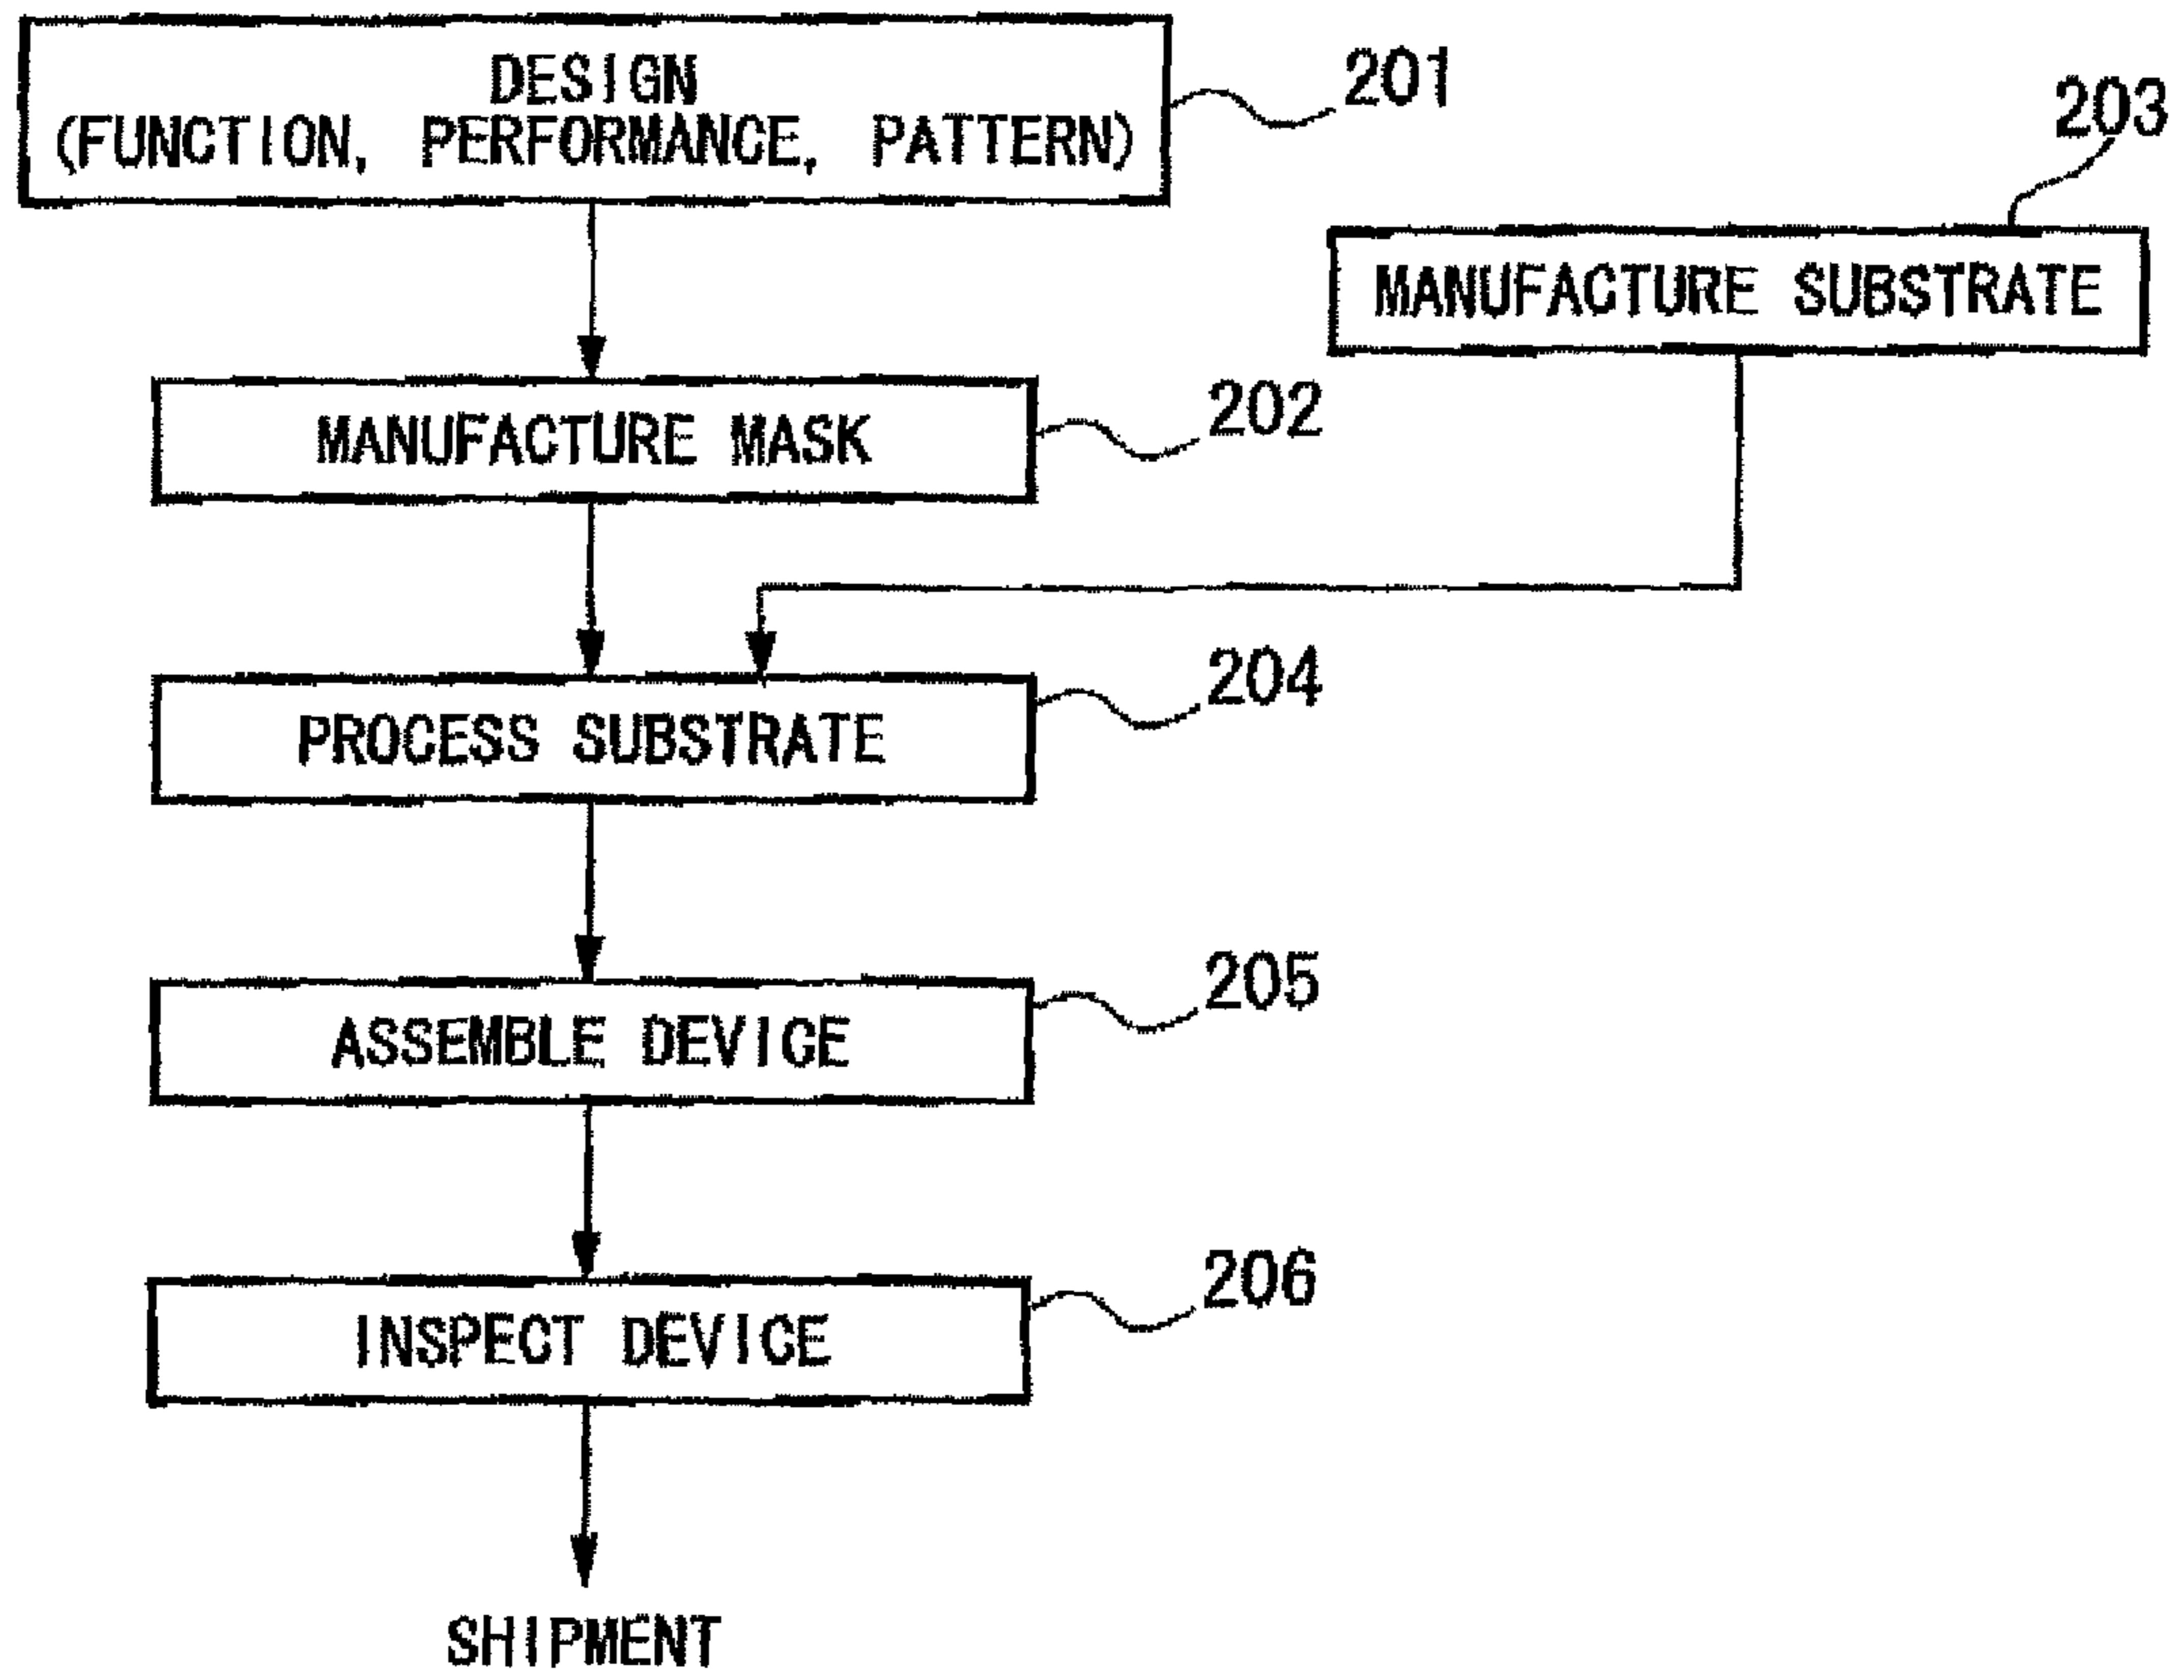 DESIGN
(FUNCTION, PERFORMANCE, PATTERN)
201
203
MANUFACTURE SUBSTRATE
MANUFACTURE MASK
202
PROCESS SUBSTRATE
204
ASSEMBLE DEVICE
205
INSPECT DEVICE
206
SHIPMENT